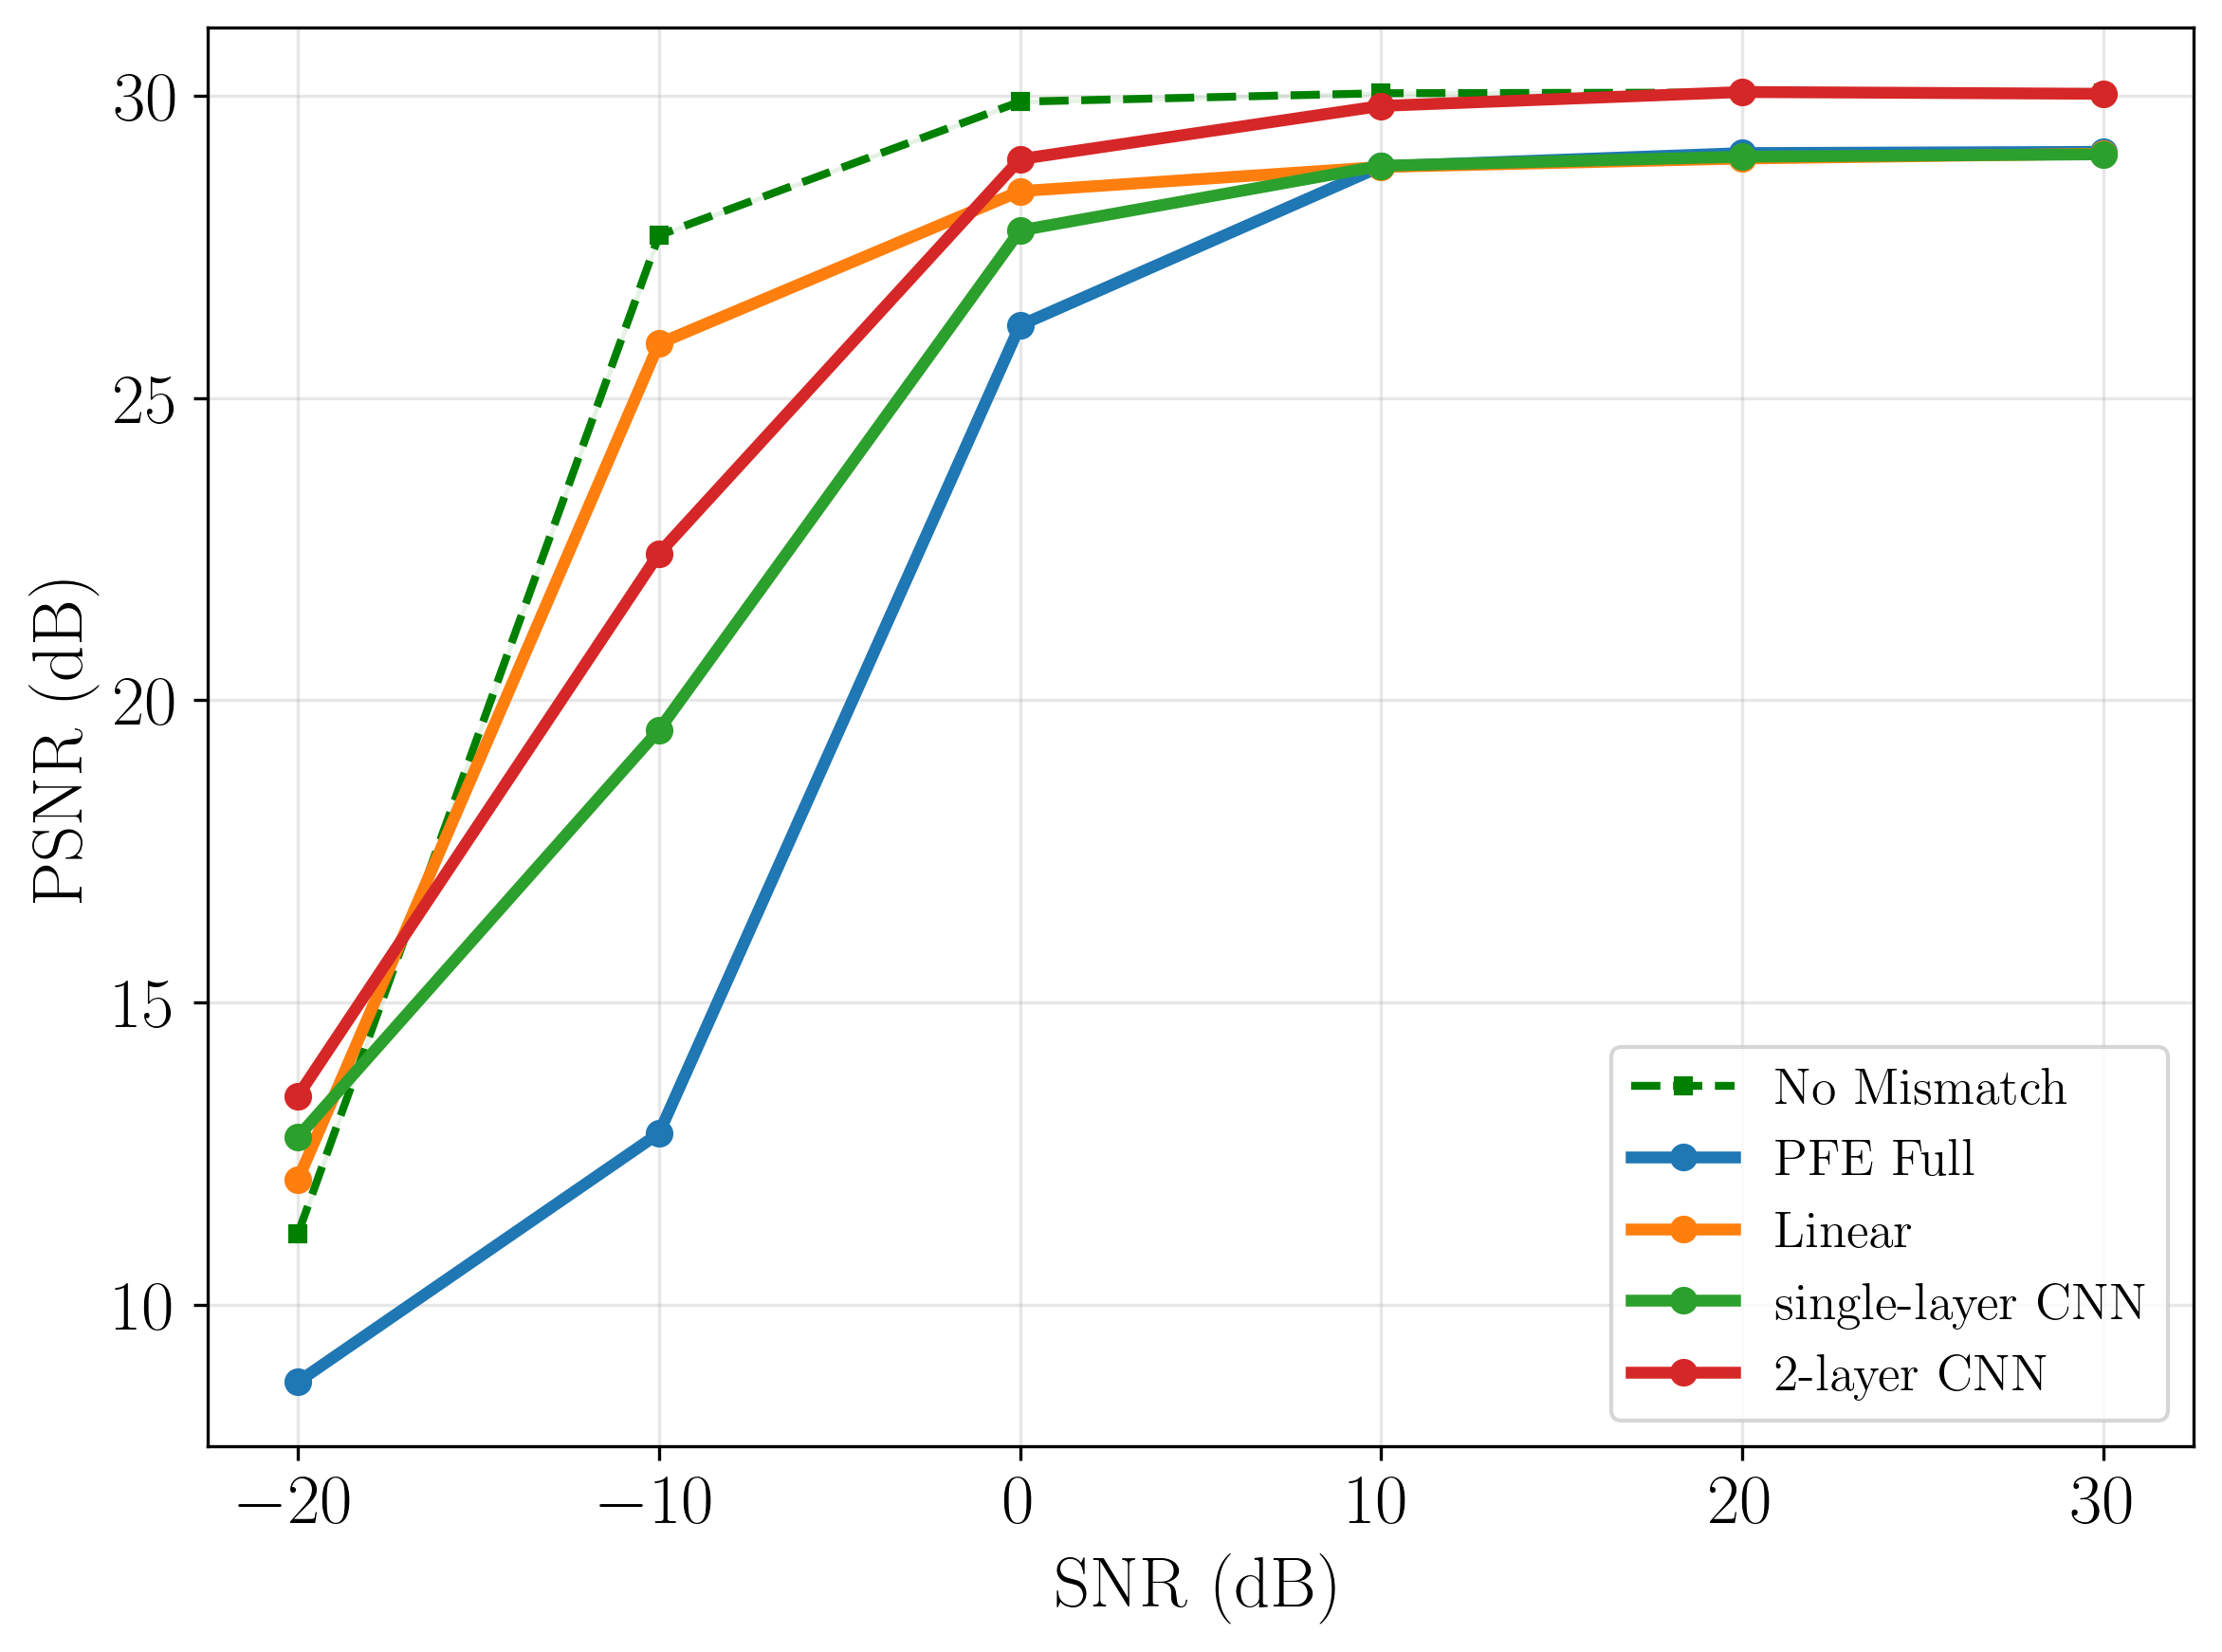 30
25
20
15
10
PSNR (dB)
−20 −10 0 10 20 30
SNR (dB)
No Mismatch
PFE Full
Linear
single-layer CNN
2-layer CNN